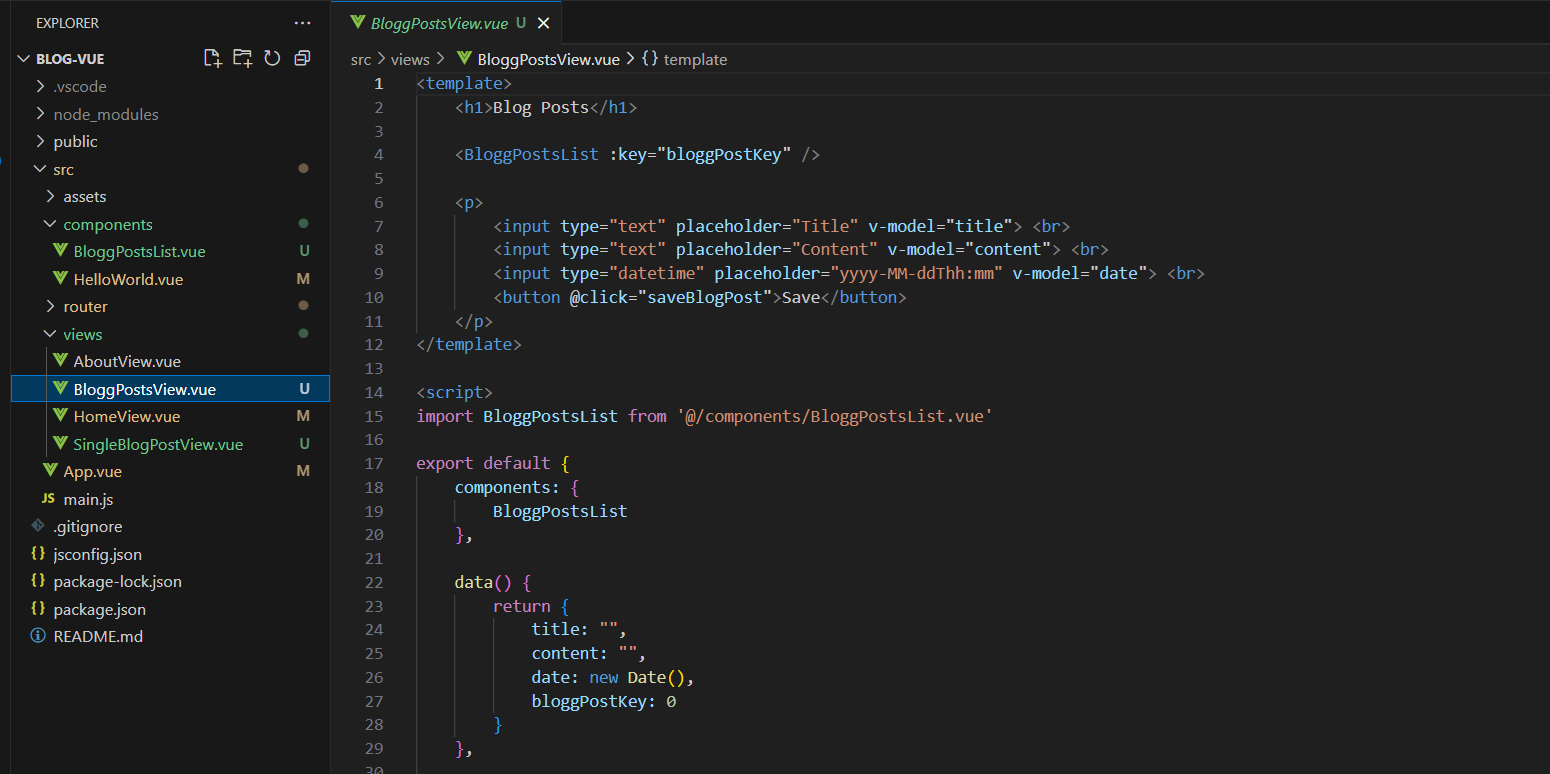 EXPLORER
BLOG-VUE
.vscode
node_modules
public
src
assets
components
BloggPostsList.vue U
HelloWorld.vue M
router
views
AboutView.vue
BloggPostsView.vue U
HomeView.vue M
SingleBlogPostView.vue U
App.vue M
JS main.js
.gitignore
{} jsconfig.json
{} package-lock.json
{} package.json
README.md
BloggPostsView.vue U
src > views > BloggPostsView.vue > {} template
1 <template>
2 <h1>Blog Posts</h1>
3
4 <BloggPostsList :key="bloggPostKey" />
5
6 <p>
7 <input type="text" placeholder="Title" v-model="title"> <br>
8 <input type="text" placeholder="Content" v-model="content"> <br>
9 <input type="datetime" placeholder="yyyy-MM-ddThh:mm" v-model="date"> <br>
10 <button @click="saveBlogPost">Save</button>
11 </p>
12 </template>
13
14 <script>
15 import BloggPostsList from '@/components/BloggPostsList.vue'
16
17 export default {
18 components: {
19 BloggPostsList
20 },
21
22 data() {
23 return {
24 title: "",
25 content: "",
26 date: new Date(),
27 bloggPostKey: 0
28 }
29 },
30